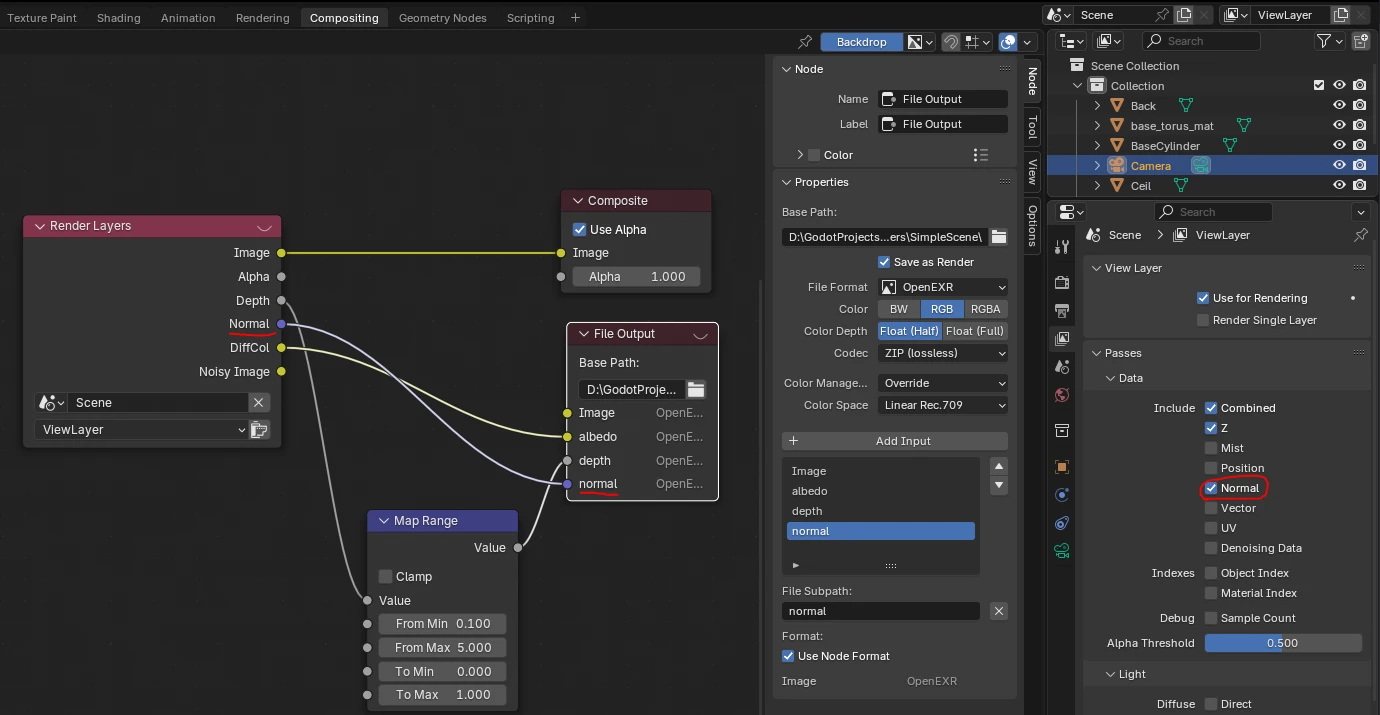 Texture Paint Shading Animation Rendering Compositing Geometry Nodes Scripting +
Scene
ViewLayer
Backdrop
Render Layers
Image
Alpha
Depth
Normal
DiffCol
Noisy Image
Scene
ViewLayer
Composite
Use Alpha
Image
Alpha 1.000
File Output
Base Path:
D:\GodotProje...
Image OpenE...
albedo OpenE...
depth OpenE...
normal OpenE...
Map Range
Value
Clamp
Value
From Min 0.100
From Max 5.000
To Min 0.000
To Max 1.000
Node
Name File Output
Label File Output
Color
Properties
Base Path:
D:\GodotProjects...ers\SimpleScene\
Save as Render
File Format OpenEXR
Color BW RGB RGBA
Color Depth Float (Half) Float (Full)
Codec ZIP (lossless)
Color Manage... Override
Color Space Linear Rec.709
+ Add Input
Image
albedo
depth
normal
File Subpath:
normal
Format:
Use Node Format
Image OpenEXR
Node
Tool
View
Options
Search
Scene Collection
Collection
Back
base_torus_mat
BaseCylinder
Camera
Ceil
Search
Scene > ViewLayer
View Layer
Use for Rendering
Render Single Layer
Passes
Data
Include Combined
Z
Mist
Position
Normal
Vector
UV
Denoising Data
Indexes Object Index
Material Index
Debug Sample Count
Alpha Threshold 0.500
Light
Diffuse Direct